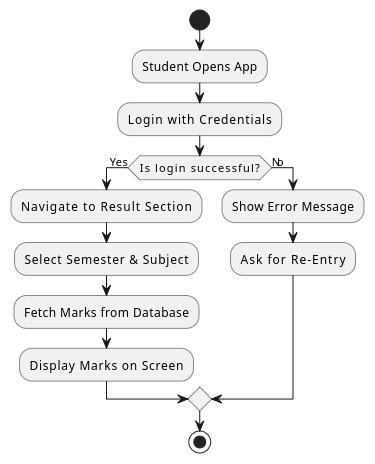 Student Opens App
Login with Credentials
Is login successful?
Yes
No
Navigate to Result Section
Show Error Message
Select Semester & Subject
Ask for Re-Entry
Fetch Marks from Database
Display Marks on Screen